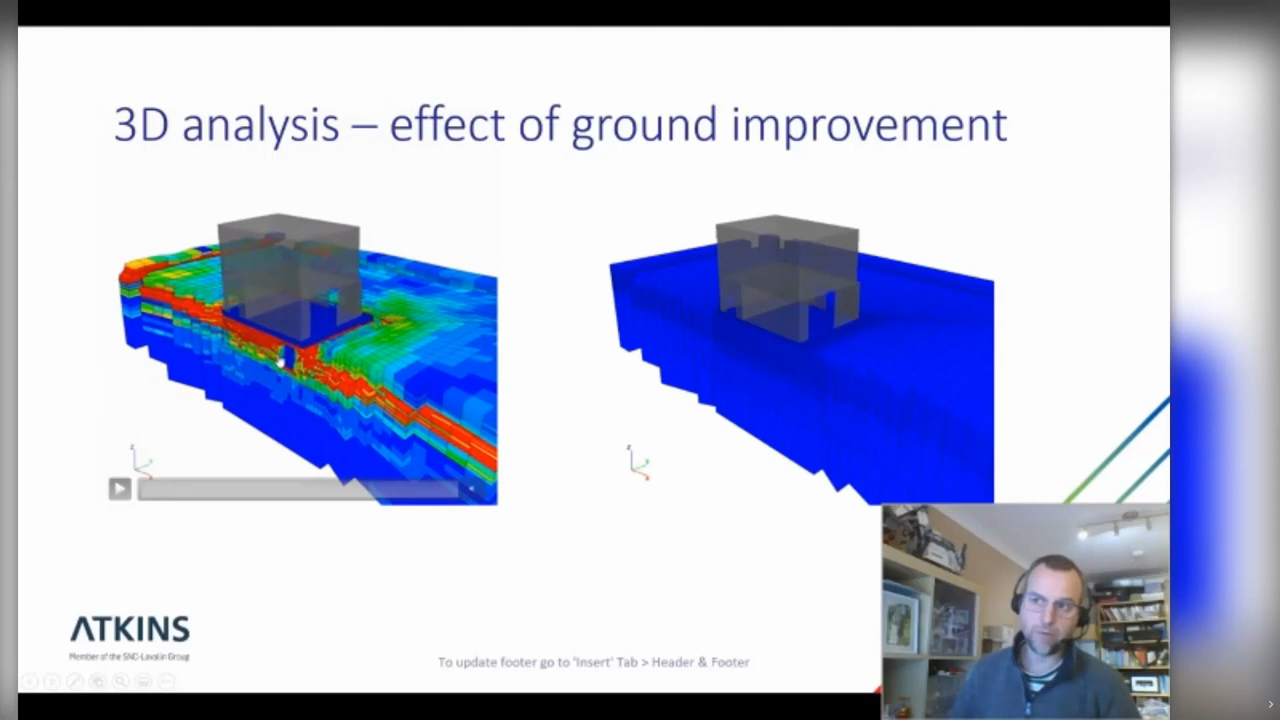 3D analysis – effect of ground improvement
ATKINS
Member of the SNC-Lavalin Group
To update footer go to 'Insert' Tab > Header & Footer